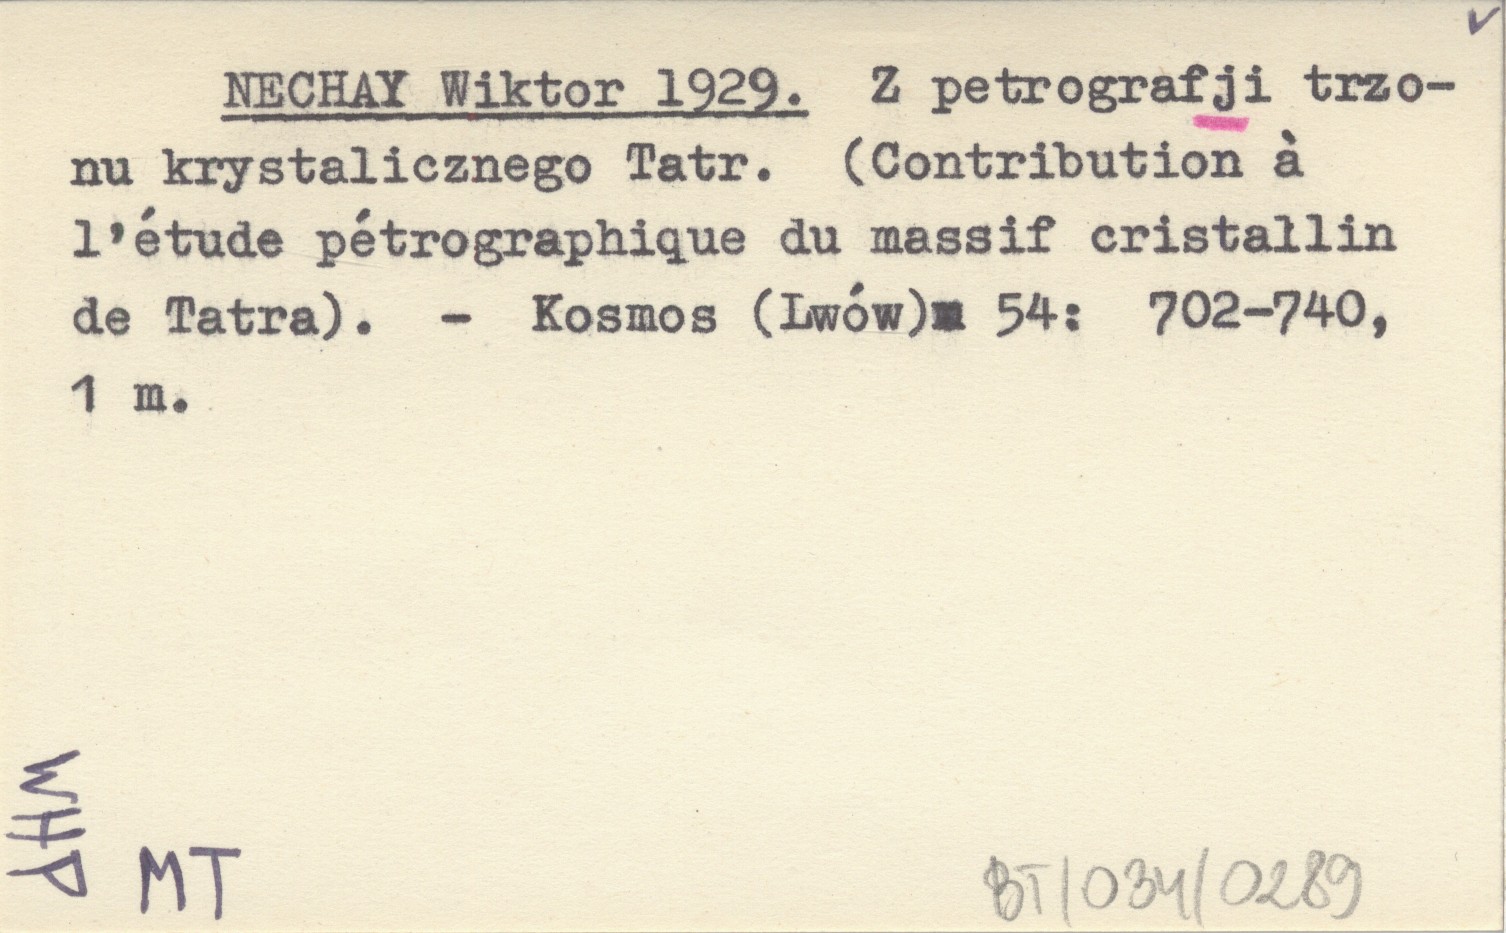 NECHAY Wiktor 1929. Z petrografji trzo-
nu krystalicznego Tatr. (Contribution à
l'étude pétrographique du massif cristallin
de Tatra). - Kosmos (Lwów) 54: 702-740,
1 m.
WHP
MT
BT/034/0289